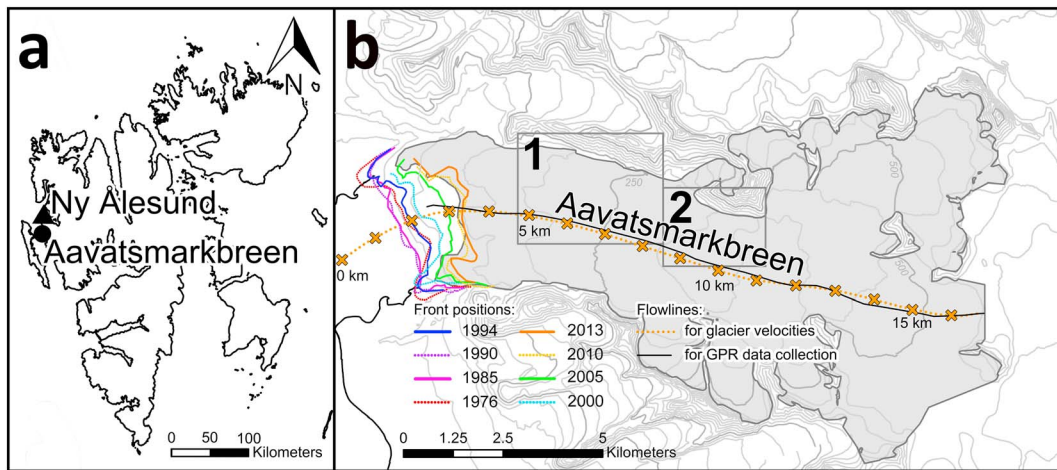 a
N
Ny Ålesund
Aavatsmarkbreen
0 50 100
Kilometers
b
1
2
250
500
500
Aavatsmarkbreen
0 km
5 km
10 km
15 km
Front positions:
1994
1990
1985
1976
2013
2010
2005
2000
Flowlines:
for glacier velocities
for GPR data collection
0 1.25 2.5 5
Kilometers